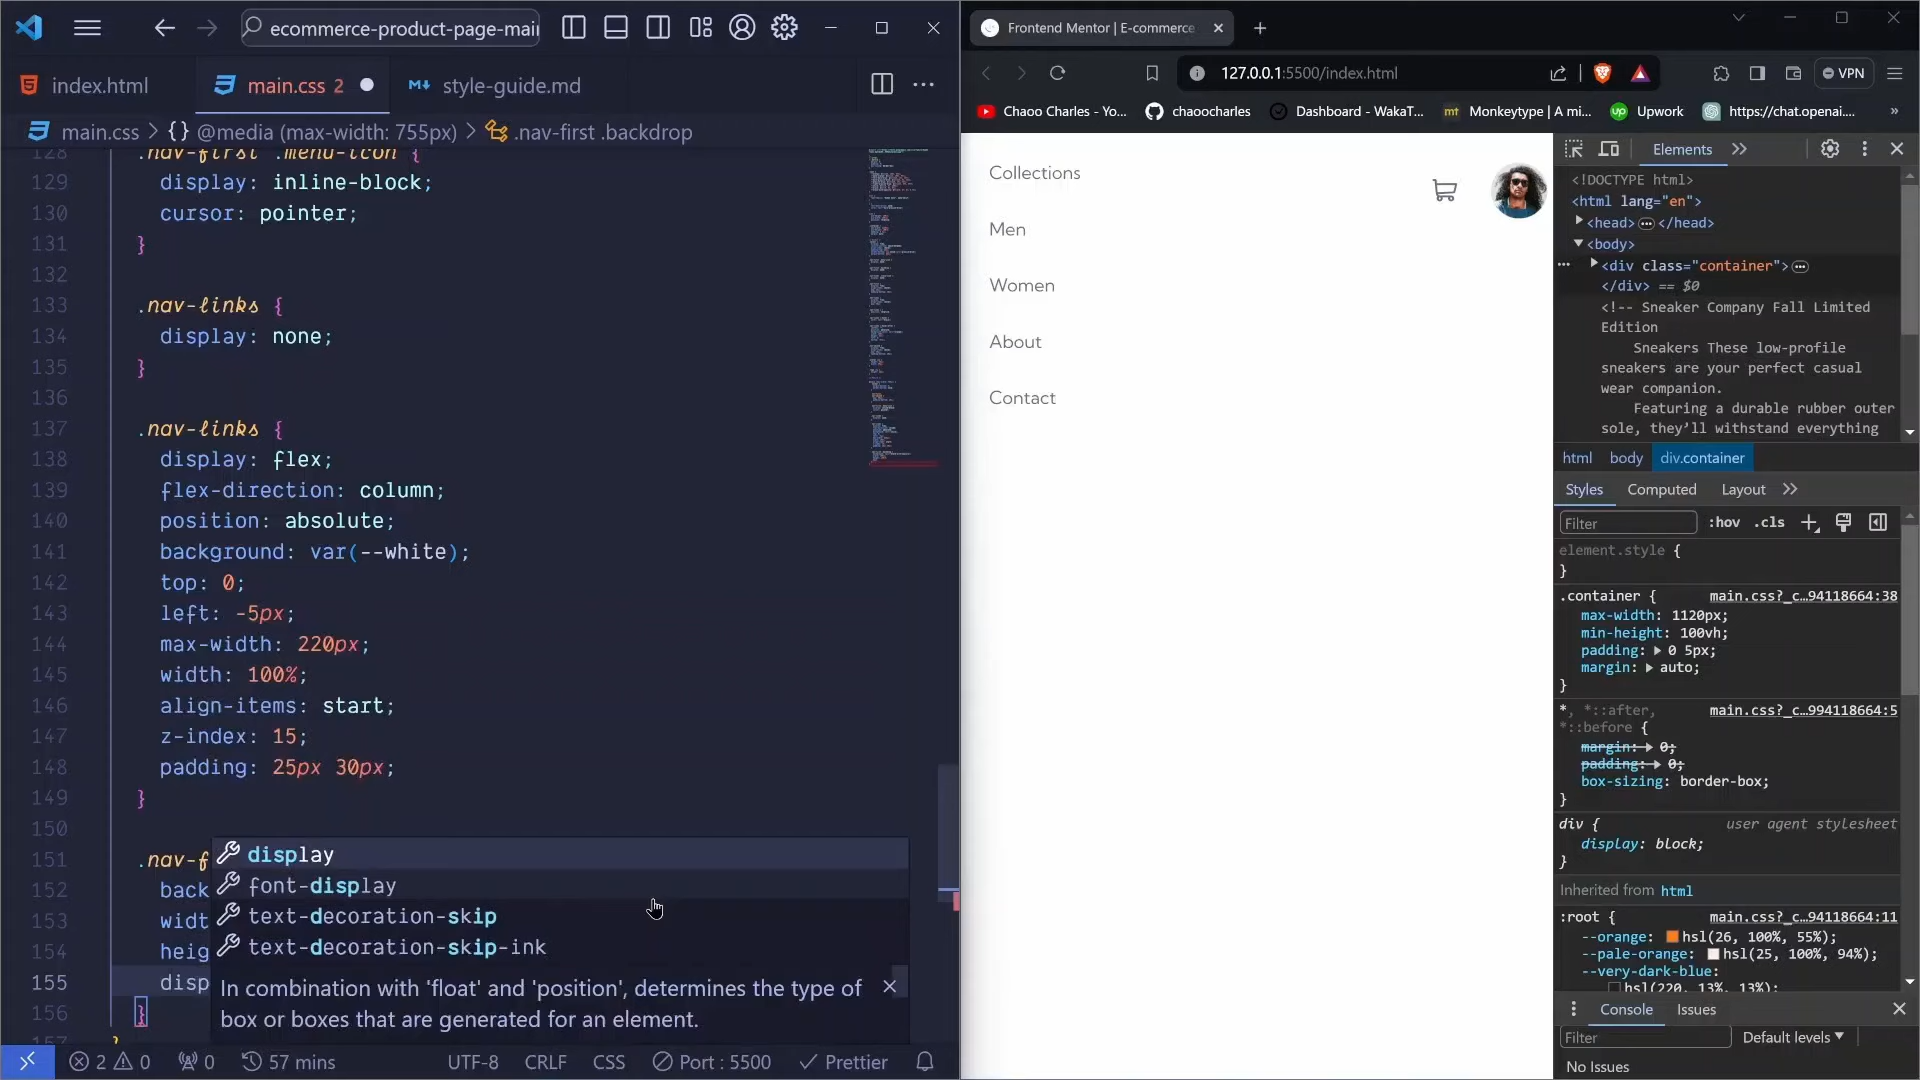 ecommerce-product-page-mai
index.html
main.css 2
style-guide.md
main.css > {} @media (max-width: 755px) > .nav-first .backdrop
128 .nav-first .menu-icon {
129 display: inline-block;
130 cursor: pointer;
131 }
132
133 .nav-links {
134 display: none;
135 }
136
137 .nav-links {
138 display: flex;
139 flex-direction: column;
140 position: absolute;
141 background: var(--white);
142 top: 0;
143 left: -5px;
144 max-width: 220px;
145 width: 100%;
146 align-items: start;
147 z-index: 15;
148 padding: 25px 30px;
149 }
150
151 .nav-f
152 back
153 widt
154 heig
155 disp
156 }
157 }
display
font-display
text-decoration-skip
text-decoration-skip-ink
In combination with 'float' and 'position', determines the type of
box or boxes that are generated for an element.
2 0 0 57 mins UTF-8 CRLF CSS Port : 5500 Prettier
Frontend Mentor | E-commerce
127.0.0.1:5500/index.html
VPN
Chaoo Charles - Yo... chaoocharles Dashboard - WakaT... mt Monkeytype | A mi... up Upwork https://chat.openai.... »
Collections
Men
Women
About
Contact
Elements
<!DOCTYPE html>
<html lang="en">
<head> ... </head>
<body>
<div class="container"> ...
</div> == $0
<!-- Sneaker Company Fall Limited
Edition
Sneakers These low-profile
sneakers are your perfect casual
wear companion.
Featuring a durable rubber outer
sole, they’ll withstand everything
html body div.container
Styles Computed Layout
Filter :hov .cls
element.style {
}
.container { main.css?_c…94118664:38
max-width: 1120px;
min-height: 100vh;
padding: 0 5px;
margin: auto;
}
*, *::after, main.css?_c…994118664:5
*::before {
margin: 0;
padding: 0;
box-sizing: border-box;
}
div { user agent stylesheet
display: block;
}
Inherited from html
:root { main.css?_c…94118664:11
--orange: hsl(26, 100%, 55%);
--pale-orange: hsl(25, 100%, 94%);
--very-dark-blue:
hsl(220, 13%, 13%);
Console Issues
Filter Default levels
No Issues